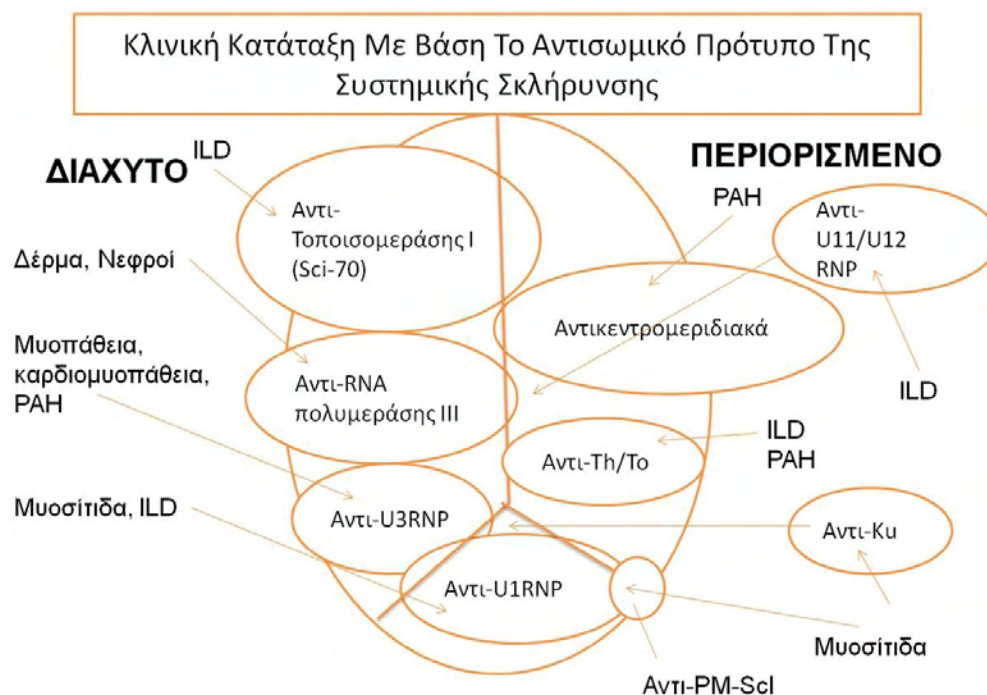 Κλινική Κατάταξη Με Βάση Το Αντισωμικό Πρότυπο Της
Συστημικής Σκλήρυνσης
ΔΙΑΧΥΤΟ
ILD
ΠΕΡΙΟΡΙΣΜΕΝΟ
PAH
Αντι-
Τοποισομεράσης Ι
(Sci-70)
Αντι-
U11/U12
RNP
Δέρμα, Νεφροί
Αντικεντρομεριδιακά
Μυοπάθεια,
καρδιομυοπάθεια,
PAH
Αντι-RNA
πολυμεράσης ΙΙΙ
ILD
ILD
PAH
Αντι-Th/To
Μυοσίτιδα, ILD
Αντι-U3RNP
Αντι-Ku
Αντι-U1RNP
Μυοσίτιδα
Αντι-PM-Scl